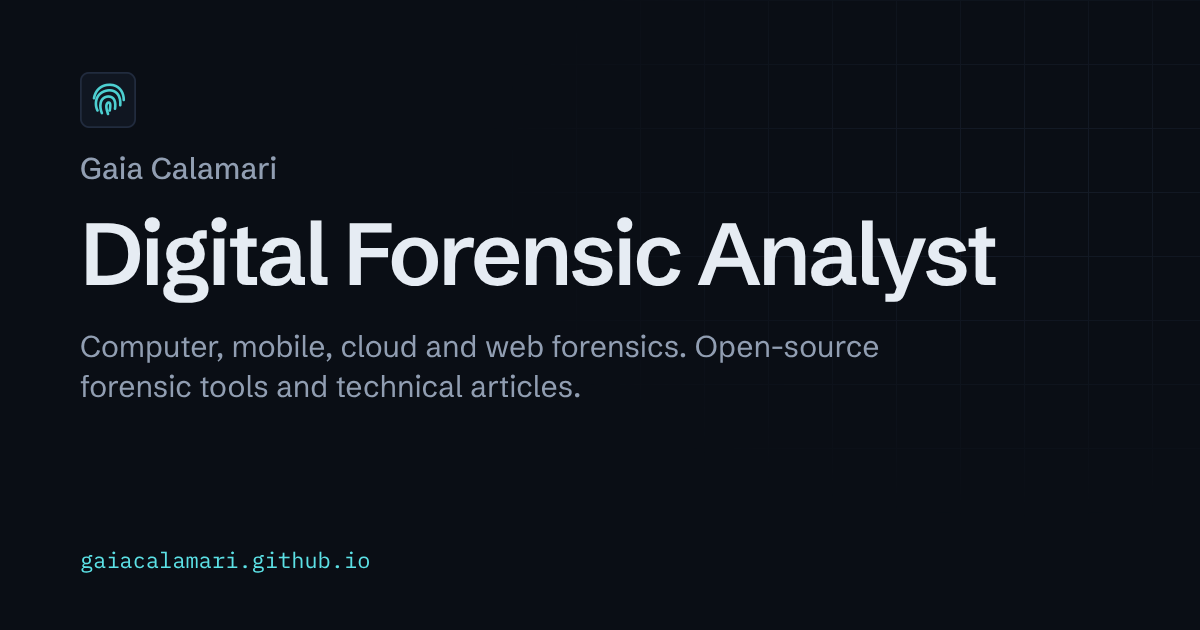 Gaia Calamari
Digital Forensic Analyst
Computer, mobile, cloud and web forensics. Open-source
forensic tools and technical articles.
gaiacalamari.github.io